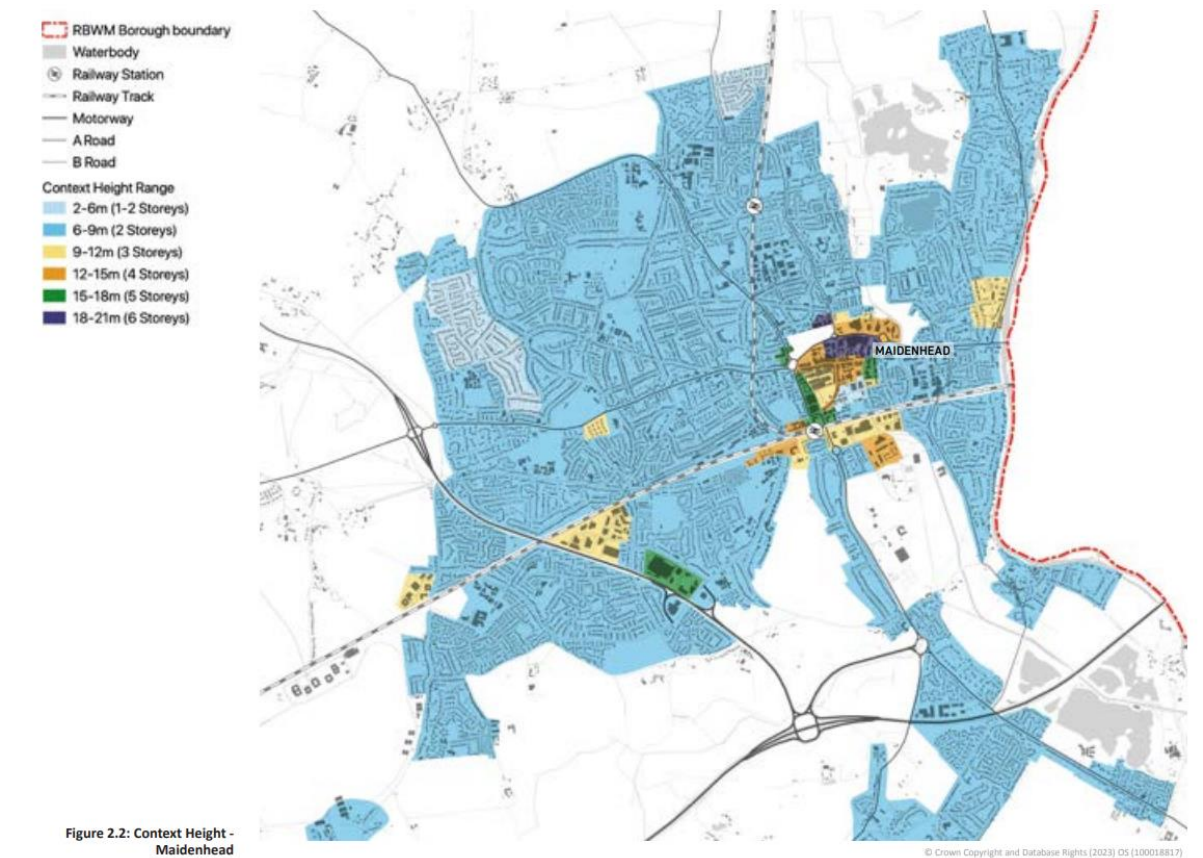 RBWM Borough boundary
Waterbody
Railway Station
Railway Track
Motorway
A Road
B Road
Context Height Range
2-6m (1-2 Storeys)
6-9m (2 Storeys)
9-12m (3 Storeys)
12-15m (4 Storeys)
15-18m (5 Storeys)
18-21m (6 Storeys)
MAIDENHEAD
Figure 2.2: Context Height -
Maidenhead
© Crown Copyright and Database Rights (2023) OS (100018817)